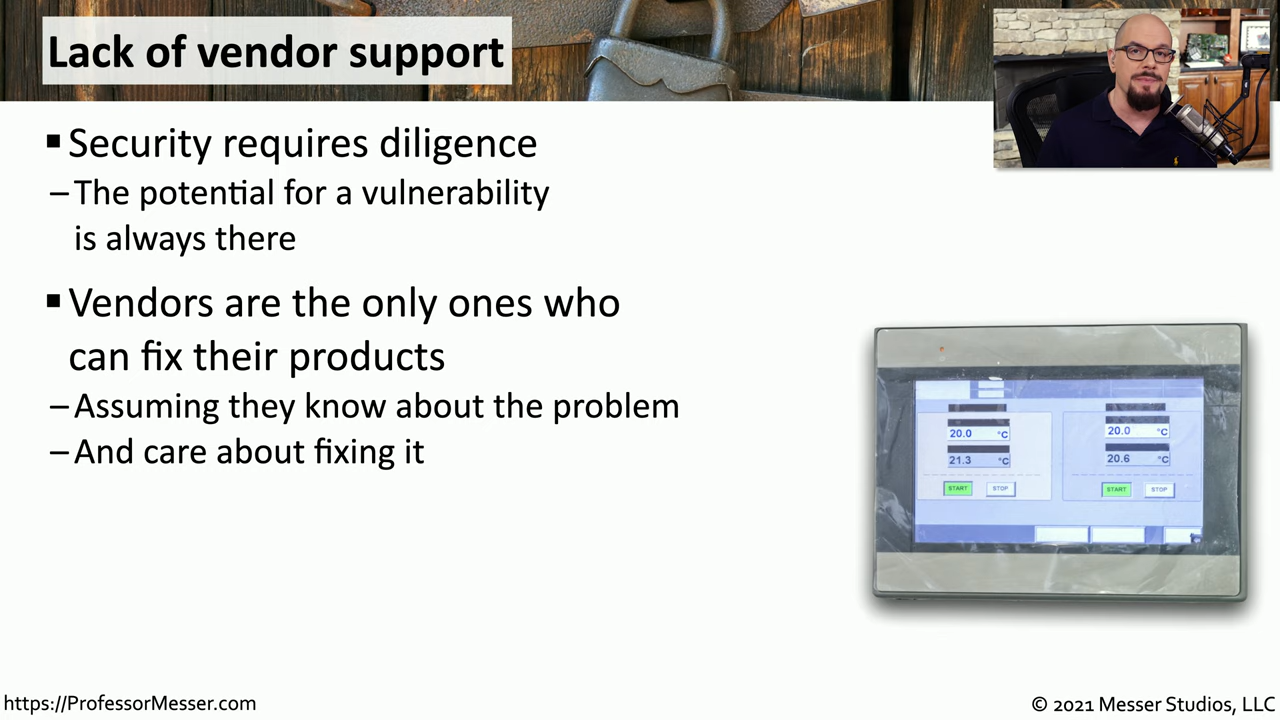 Lack of vendor support
▪ Security requires diligence
– The potential for a vulnerability
is always there
▪ Vendors are the only ones who
can fix their products
– Assuming they know about the problem
– And care about fixing it
20.0 °C
21.3 °C
START STOP
20.0 °C
20.6 °C
START STOP
https://ProfessorMesser.com
© 2021 Messer Studios, LLC